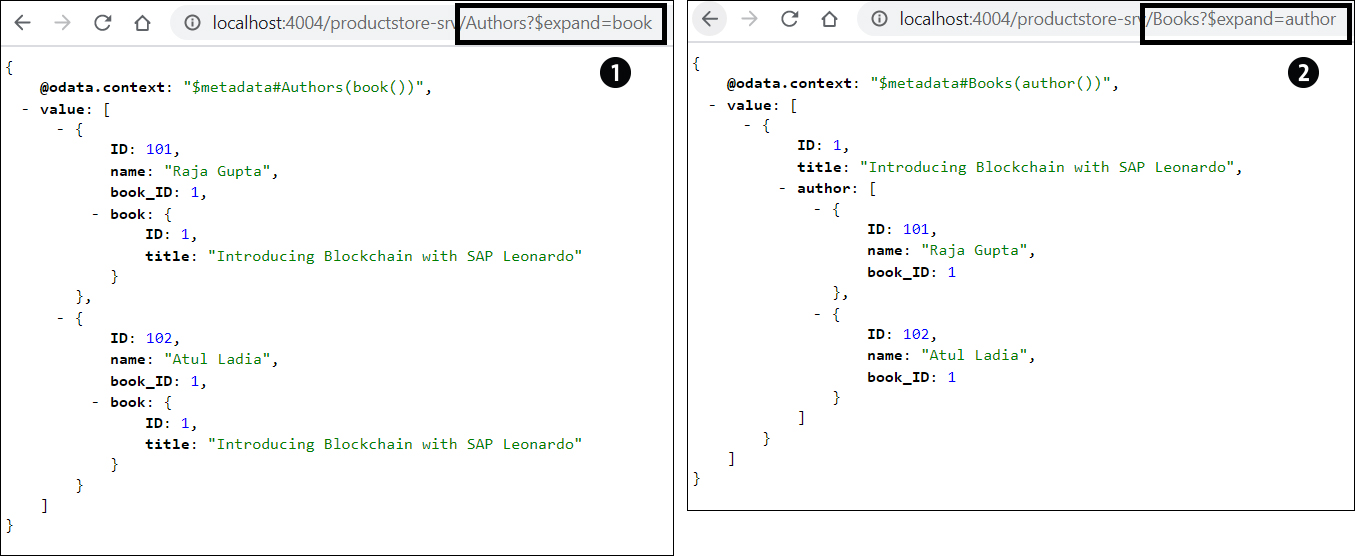 localhost:4004/productstore-srv/Authors?$expand=book
❶
{
@odata.context: "$metadata#Authors(book())",
- value: [
- {
ID: 101,
name: "Raja Gupta",
book_ID: 1,
- book: {
ID: 1,
title: "Introducing Blockchain with SAP Leonardo"
}
},
- {
ID: 102,
name: "Atul Ladia",
book_ID: 1,
- book: {
ID: 1,
title: "Introducing Blockchain with SAP Leonardo"
}
}
]
}
localhost:4004/productstore-srv/Books?$expand=author
❷
{
@odata.context: "$metadata#Books(author())",
- value: [
- {
ID: 1,
title: "Introducing Blockchain with SAP Leonardo",
- author: [
- {
ID: 101,
name: "Raja Gupta",
book_ID: 1
},
- {
ID: 102,
name: "Atul Ladia",
book_ID: 1
}
]
}
]
}